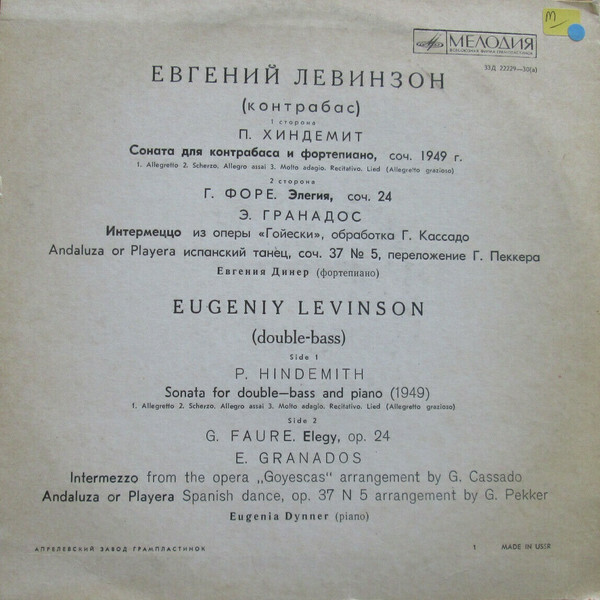 M
МЕЛОДИЯ
ВСЕСОЮЗНАЯ ФИРМА ГРАМПЛАСТИНОК
33Д 22229—30(а)
ЕВГЕНИЙ ЛЕВИНЗОН
(контрабас)
1 сторона
П. ХИНДЕМИТ
Соната для контрабаса и фортепиано, соч. 1949 г.
1. Allegretto 2. Scherzo. Allegro assai 3. Molto adagio. Recitativo. Lied (Allegretto grazioso)
2 сторона
Г. ФОРЕ. Элегия, соч. 24
Э. ГРАНАДОС
Интермеццо из оперы «Гойески», обработка Г. Кассадо
Andaluza or Playera испанский танец, соч. 37 № 5, переложение Г. Пеккера
Евгения Динер (фортепиано)
EUGENIY LEVINSON
(double-bass)
Side 1
P. HINDEMITH
Sonata for double—bass and piano (1949)
1. Allegretto 2. Scherzo. Allegro assai 3. Molto adagio. Recitativo. Lied (Allegretto grazioso)
Side 2
G. FAURE. Elegy, op. 24
E. GRANADOS
Intermezzo from the opera „Goyescas" arrangement by G. Cassado
Andaluza or Playera Spanish dance, op. 37 N 5 arrangement by G. Pekker
Eugenia Dynner (piano)
АПРЕЛЕВСКИЙ ЗАВОД ГРАМПЛАСТИНОК 1 MADE IN USSR